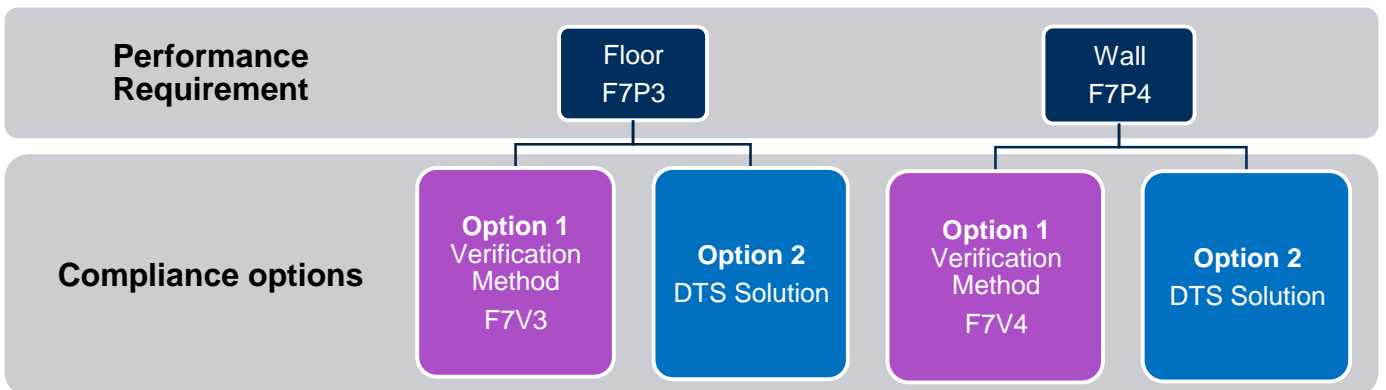 Performance
Requirement
Floor
F7P3
Wall
F7P4
Compliance options
Option 1
Verification
Method
F7V3
Option 2
DTS Solution
Option 1
Verification
Method
F7V4
Option 2
DTS Solution